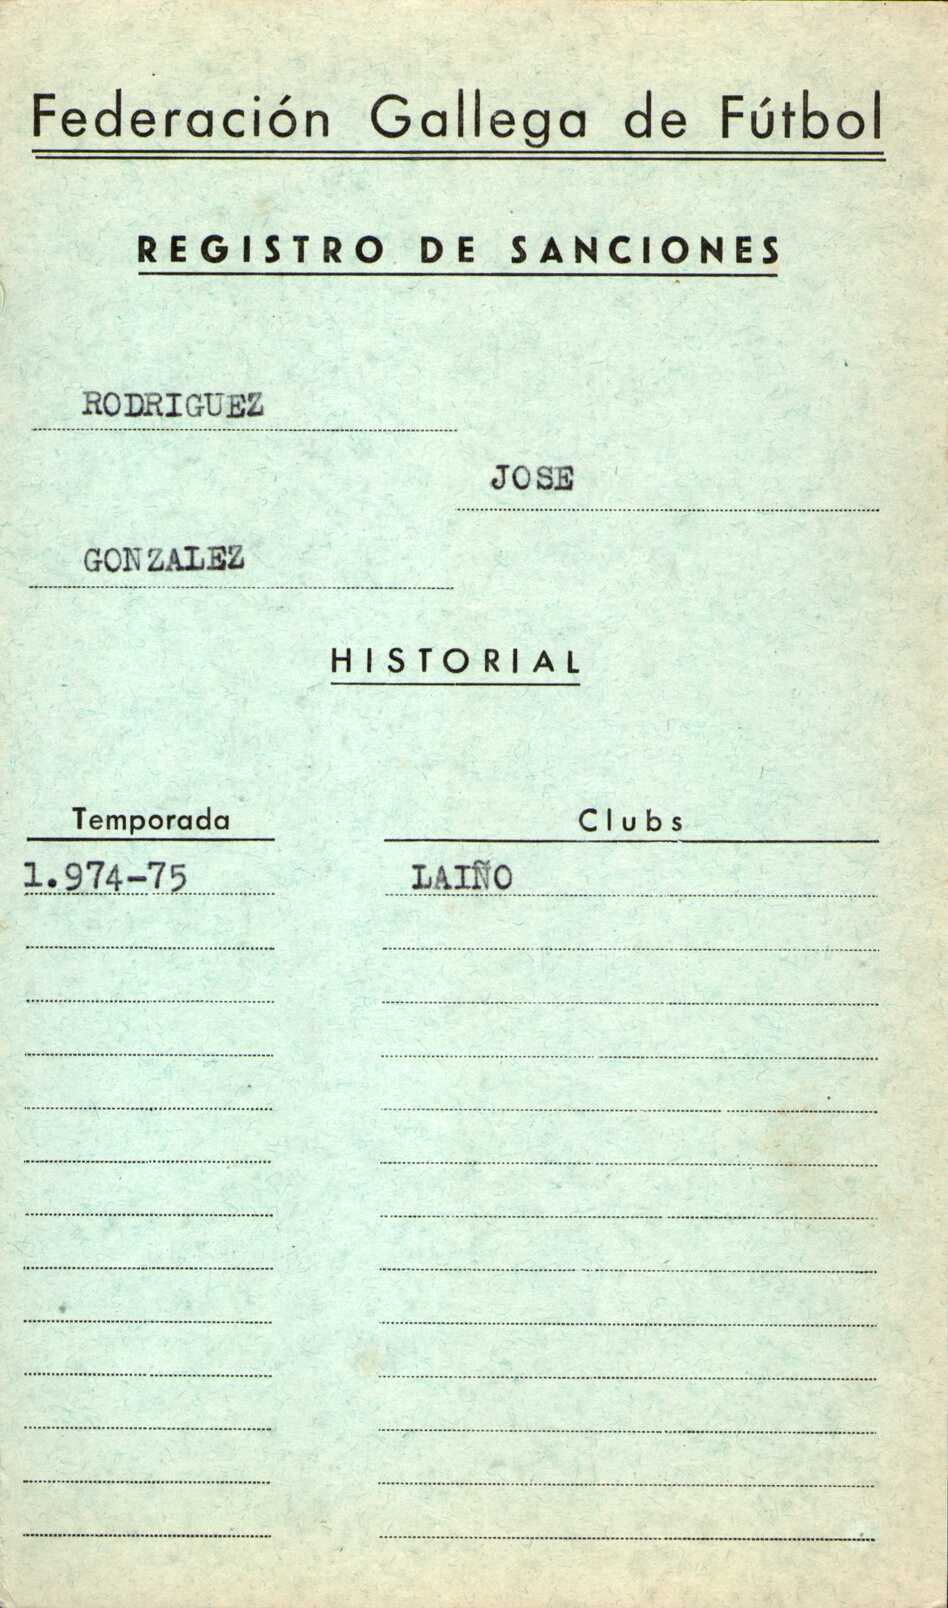 Federación Gallega de Fútbol
REGISTRO DE SANCIONES
RODRIGUEZ
JOSE
GONZALEZ
HISTORIAL
Temporada Clubs
1.974-75 LAIÑO